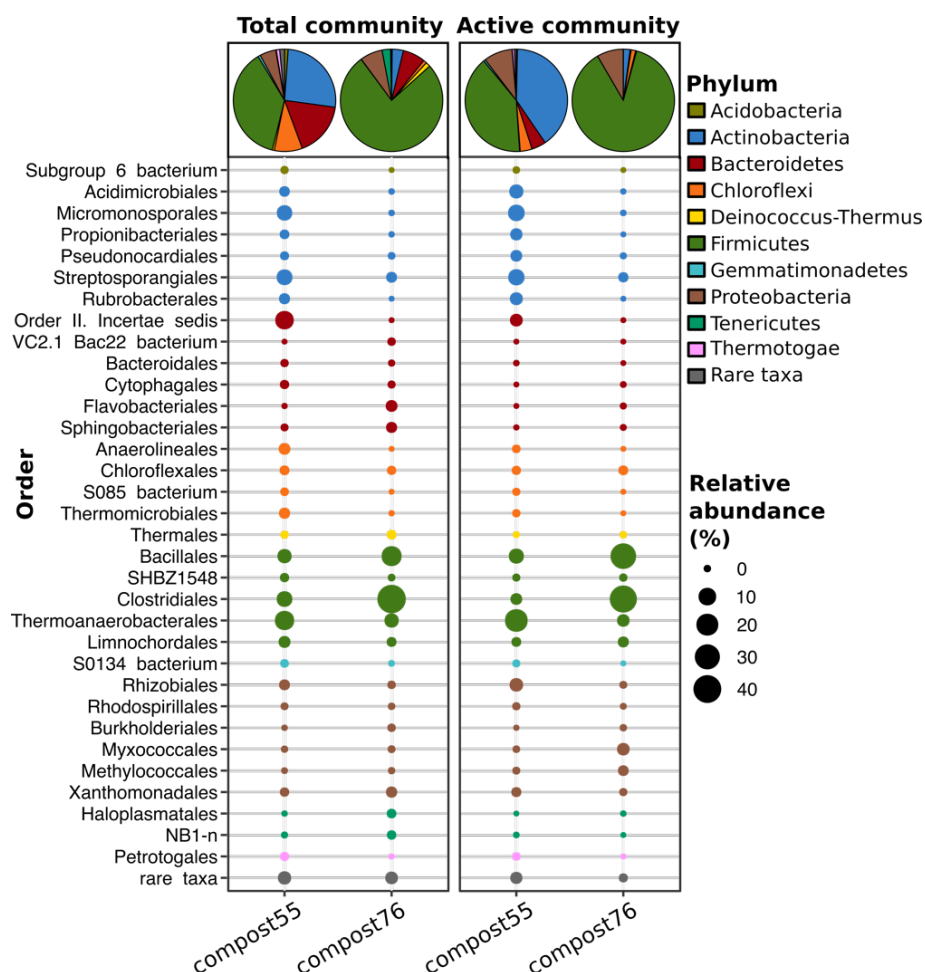 Total community Active community
Phylum
Acidobacteria
Actinobacteria
Bacteroidetes
Chloroflexi
Deinococcus-Thermus
Firmicutes
Gemmatimonadetes
Proteobacteria
Tenericutes
Thermotogae
Rare taxa
Order
Subgroup 6 bacterium
Acidimicrobiales
Micromonosporales
Propionibacteriales
Pseudonocardiales
Streptosporangiales
Rubrobacterales
Order II. Incertae sedis
VC2.1 Bac22 bacterium
Bacteroidales
Cytophagales
Flavobacteriales
Sphingobacteriales
Anaerolineales
Chloroflexales
S085 bacterium
Thermomicrobiales
Thermales
Bacillales
SHBZ1548
Clostridiales
Thermoanaerobacterales
Limnochordales
S0134 bacterium
Rhizobiales
Rhodospirillales
Burkholderiales
Myxococcales
Methylococcales
Xanthomonadales
Haloplasmatales
NB1-n
Petrotogales
rare taxa
Relative
abundance
(%)
0
10
20
30
40
compost55 compost76 compost55 compost76